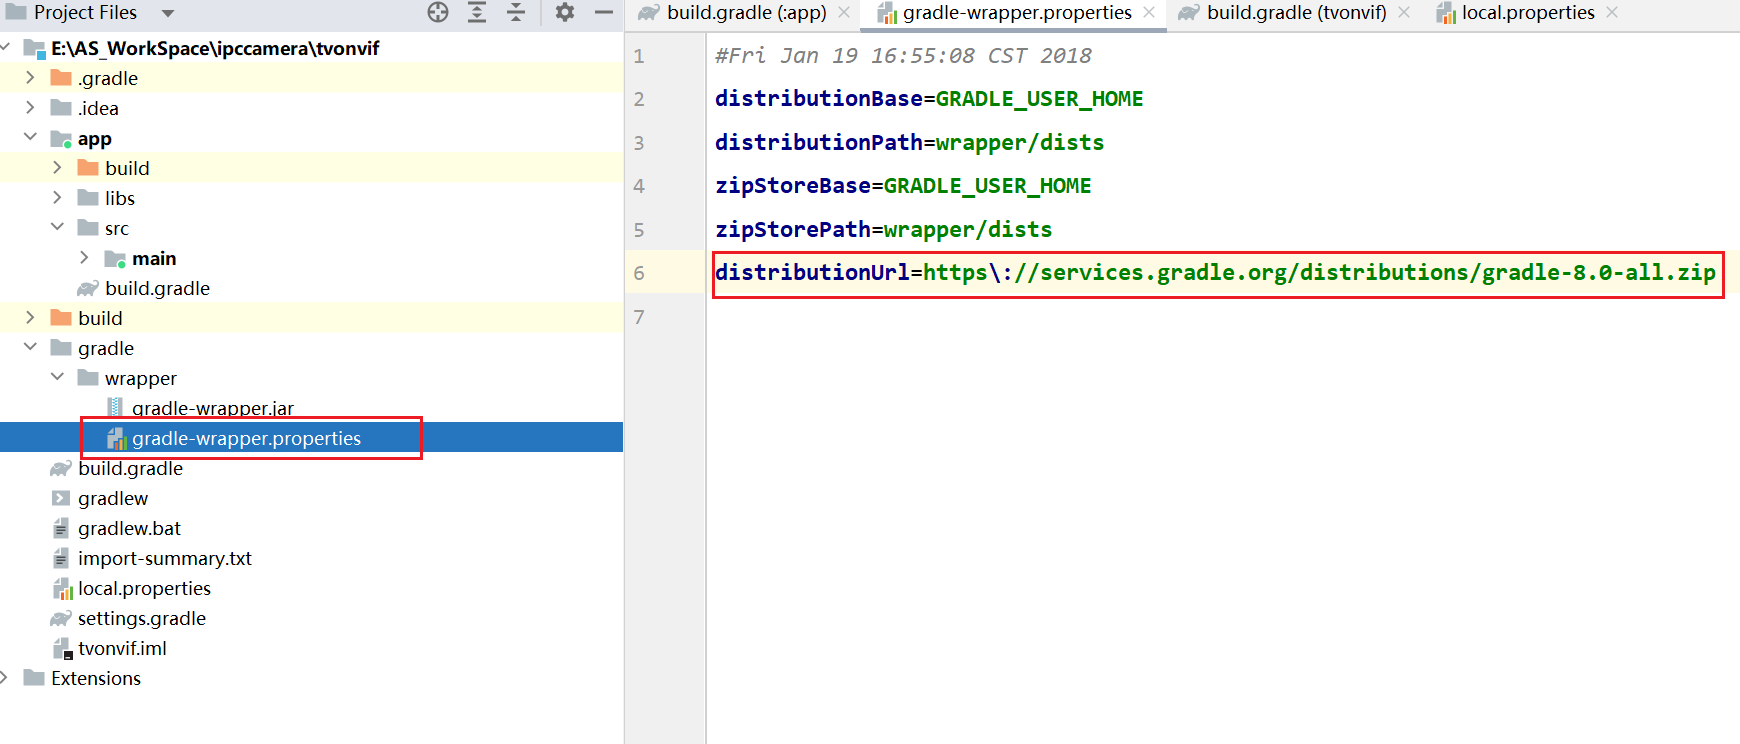 Project Files
E:\AS_WorkSpace\ipccamera\tvonvif
.gradle
.idea
app
build
libs
src
main
build.gradle
build
gradle
wrapper
gradle-wrapper.jar
gradle-wrapper.properties
build.gradle
gradlew
gradlew.bat
import-summary.txt
local.properties
settings.gradle
tvonvif.iml
Extensions
build.gradle (:app)
gradle-wrapper.properties
build.gradle (tvonvif)
local.properties
1 #Fri Jan 19 16:55:08 CST 2018
2 distributionBase=GRADLE_USER_HOME
3 distributionPath=wrapper/dists
4 zipStoreBase=GRADLE_USER_HOME
5 zipStorePath=wrapper/dists
6 distributionUrl=https\://services.gradle.org/distributions/gradle-8.0-all.zip
7